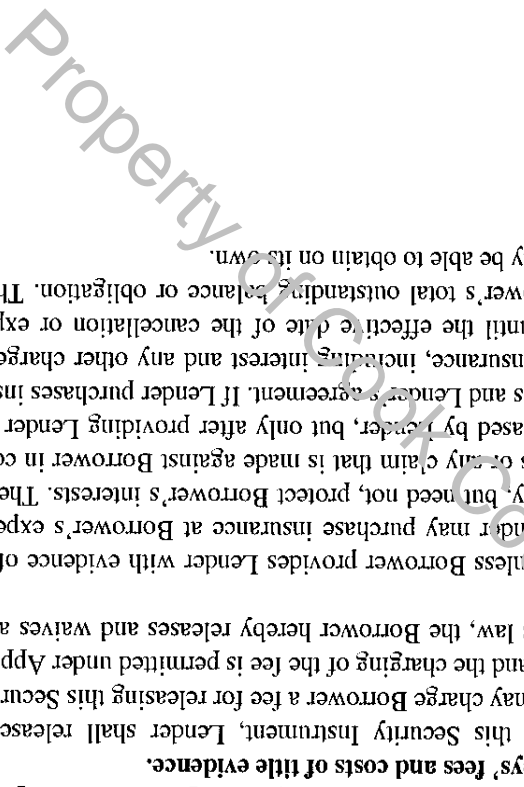 ys' fees and costs of title evidence.
this Security Instrument, Lender shall release
may charge Borrower a fee for releasing this Secur
and the charging of the fee is permitted under App
law, the Borrower hereby releases and waives a
nless Borrower provides Lender with evidence of
nder may purchase insurance at Borrower's expe
y, but need not, protect Borrower's interests. The
s or any claim that is made against Borrower in co
ased by Lender, but only after providing Lender
s and Lender's agreement. If Lender purchases ins
insurance, including interest and any other charge
until the effective date of the cancellation or exp
wer's total outstanding balance or obligation. Th
y be able to obtain on its own.
Property of Cook Co